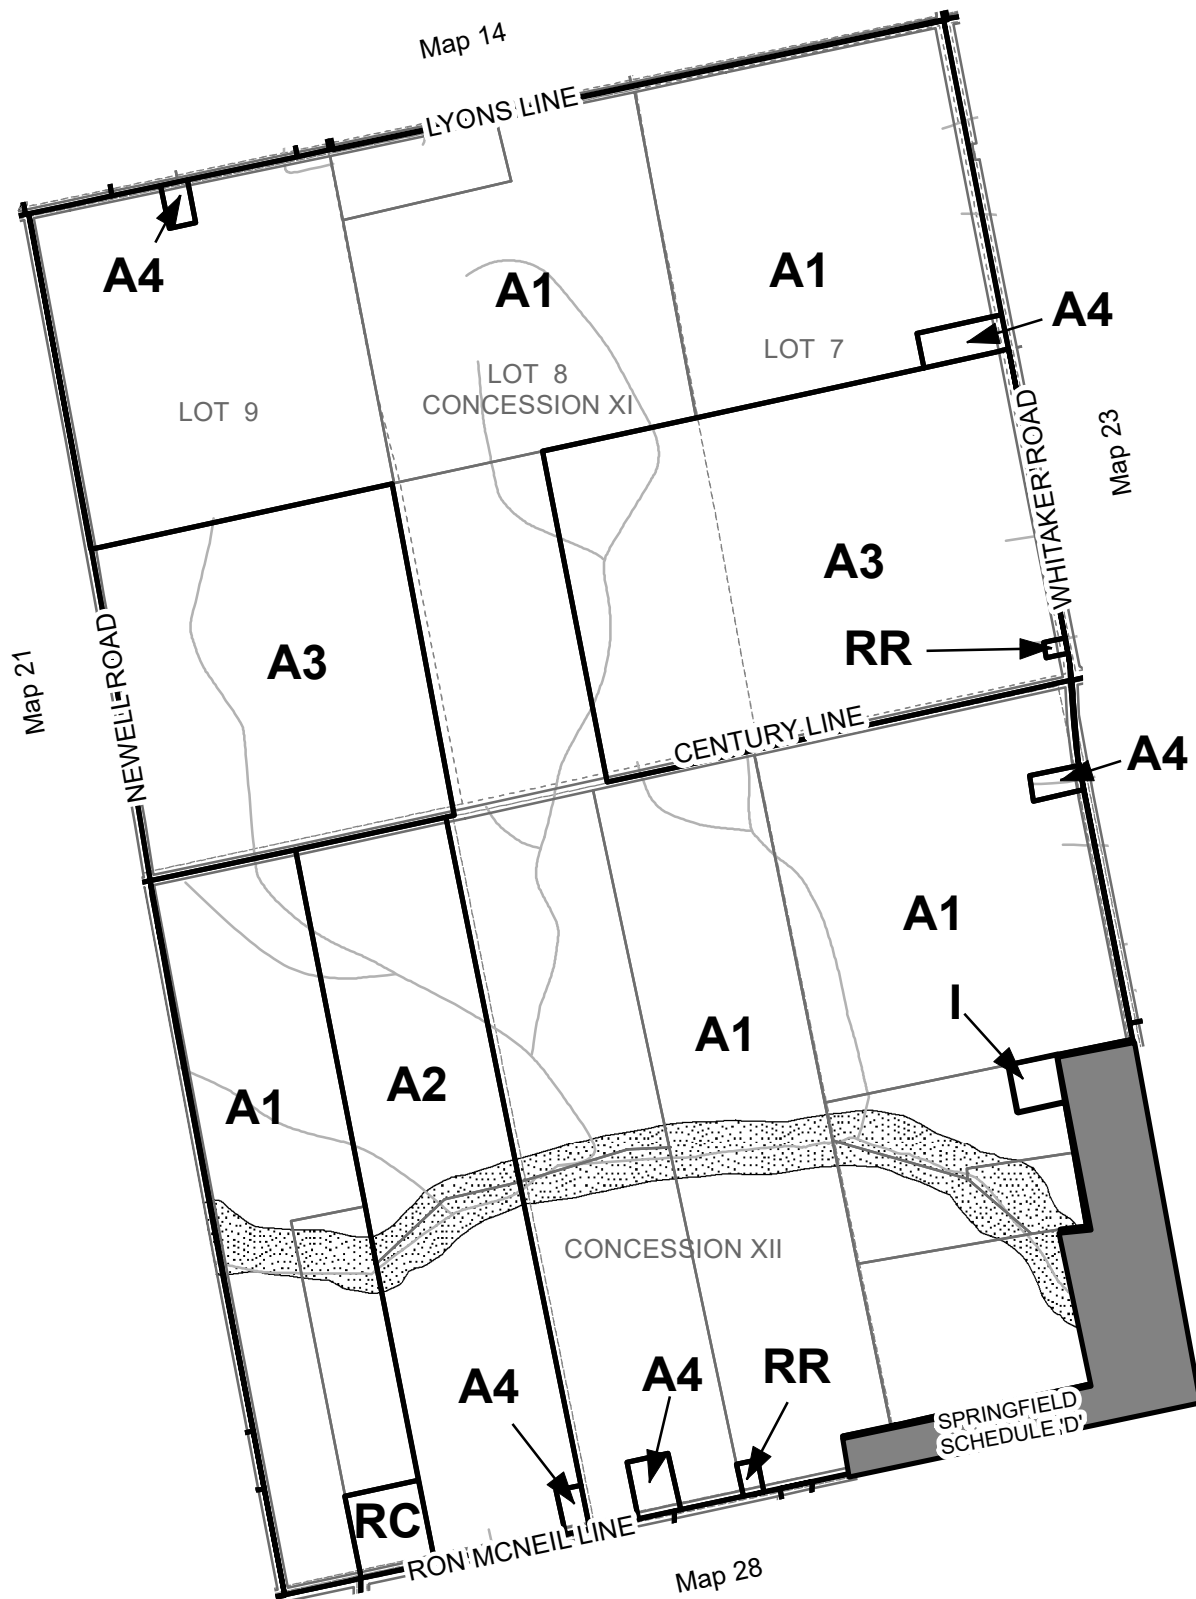 Map 14
LYONS LINE
A4
A1
A1
A4
LOT 7
LOT 8
CONCESSION XI
LOT 9
WHITAKER ROAD
Map 23
A3
RR
A3
Map 21
NEWELL ROAD
CENTURY LINE
A4
A1
I
A1
A2
A1
CONCESSION XII
A4
A4
RR
SPRINGFIELD
SCHEDULE 'D'
RC
RON MCNEIL LINE
Map 28